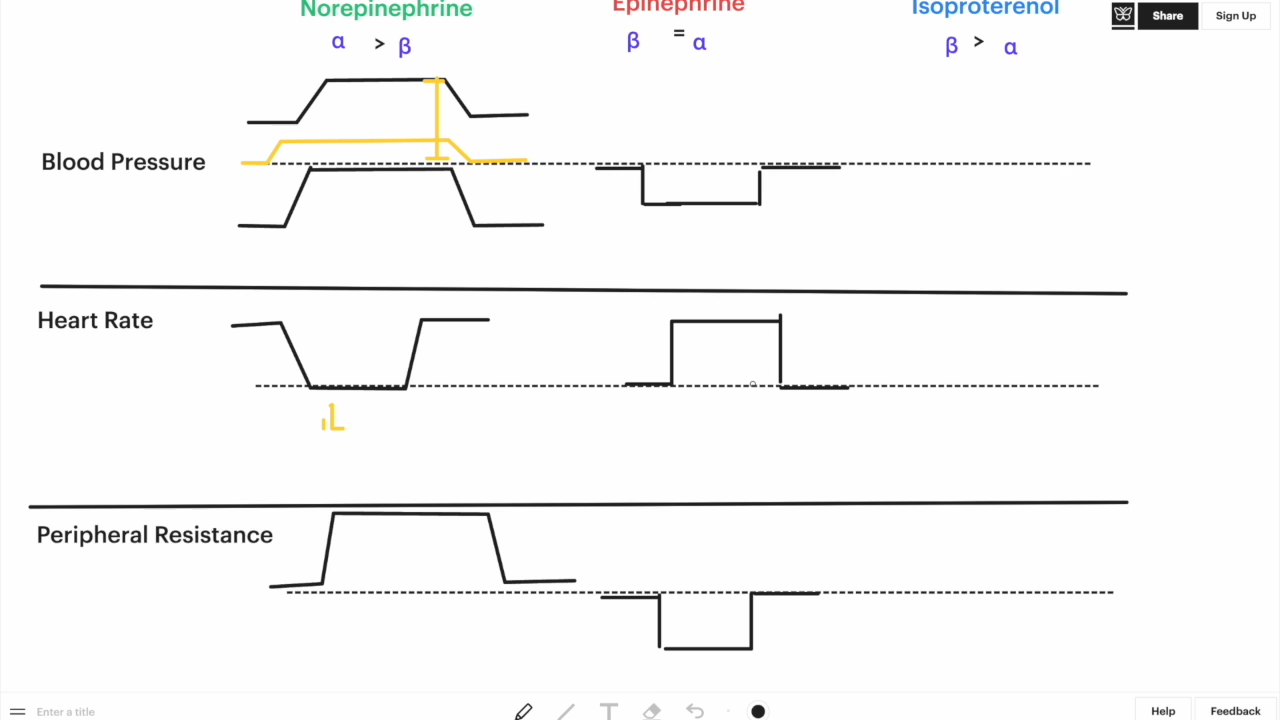 Norepinephrine
Epinephrine
Isoproterenol
Share
Sign Up
α > β
β = α
β > α
Blood Pressure
Heart Rate
Peripheral Resistance
Enter a title
T
Help
Feedback